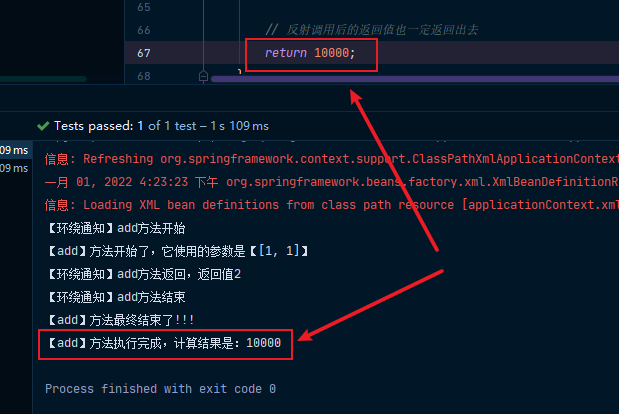 65
66 // 反射调用后的返回值也一定返回出去
67 return 10000;
68 }
Tests passed: 1 of 1 test – 1 s 109 ms
09 ms
09 ms
信息: Refreshing org.springframework.context.support.ClassPathXmlApplicationContext
一月 01, 2022 4:23:23 下午 org.springframework.beans.factory.xml.XmlBeanDefinitionR
信息: Loading XML bean definitions from class path resource [applicationContext.xml
【环绕通知】add方法开始
【add】方法开始了，它使用的参数是【[1, 1]】
【环绕通知】add方法返回，返回值2
【环绕通知】add方法结束
【add】方法最终结束了!!!
【add】方法执行完成，计算结果是：10000
Process finished with exit code 0